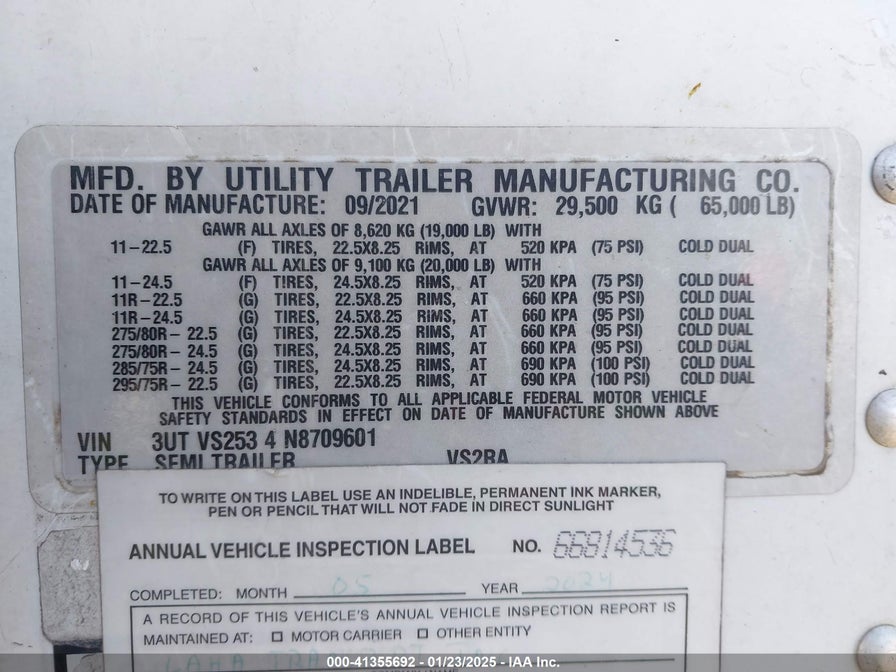 MFD. BY UTILITY TRAILER MANUFACTURING CO.
DATE OF MANUFACTURE: 09/2021 GVWR: 29,500 KG ( 65,000 LB)
GAWR ALL AXLES OF 8,620 KG (19,000 LB) WITH
11-22.5 (F) TIRES, 22.5X8.25 RIMS, AT 520 KPA (75 PSI) COLD DUAL
GAWR ALL AXLES OF 9,100 KG (20,000 LB) WITH
11-24.5 (F) TIRES, 24.5X8.25 RIMS, AT 520 KPA (75 PSI) COLD DUAL
11R-22.5 (G) TIRES, 22.5X8.25 RIMS, AT 660 KPA (95 PSI) COLD DUAL
11R-24.5 (G) TIRES, 24.5X8.25 RIMS, AT 660 KPA (95 PSI) COLD DUAL
275/80R-22.5 (G) TIRES, 22.5X8.25 RIMS, AT 660 KPA (95 PSI) COLD DUAL
275/80R-24.5 (G) TIRES, 24.5X8.25 RIMS, AT 660 KPA (95 PSI) COLD DUAL
285/75R-24.5 (G) TIRES, 24.5X8.25 RIMS, AT 690 KPA (100 PSI) COLD DUAL
295/75R-22.5 (G) TIRES, 22.5X8.25 RIMS, AT 690 KPA (100 PSI) COLD DUAL
THIS VEHICLE CONFORMS TO ALL APPLICABLE FEDERAL MOTOR VEHICLE
SAFETY STANDARDS IN EFFECT ON DATE OF MANUFACTURE SHOWN ABOVE
VIN 3UT VS253 4 N8709601
TYPE SEMI TRAILER VS2RA
TO WRITE ON THIS LABEL USE AN INDELIBLE, PERMANENT INK MARKER,
PEN OR PENCIL THAT WILL NOT FADE IN DIRECT SUNLIGHT
ANNUAL VEHICLE INSPECTION LABEL NO. 66814536
COMPLETED: MONTH 05 YEAR 2024
A RECORD OF THIS VEHICLE'S ANNUAL VEHICLE INSPECTION REPORT IS
MAINTAINED AT: ☐ MOTOR CARRIER ☐ OTHER ENTITY
000-41355692 - 01/23/2025 - IAA Inc.